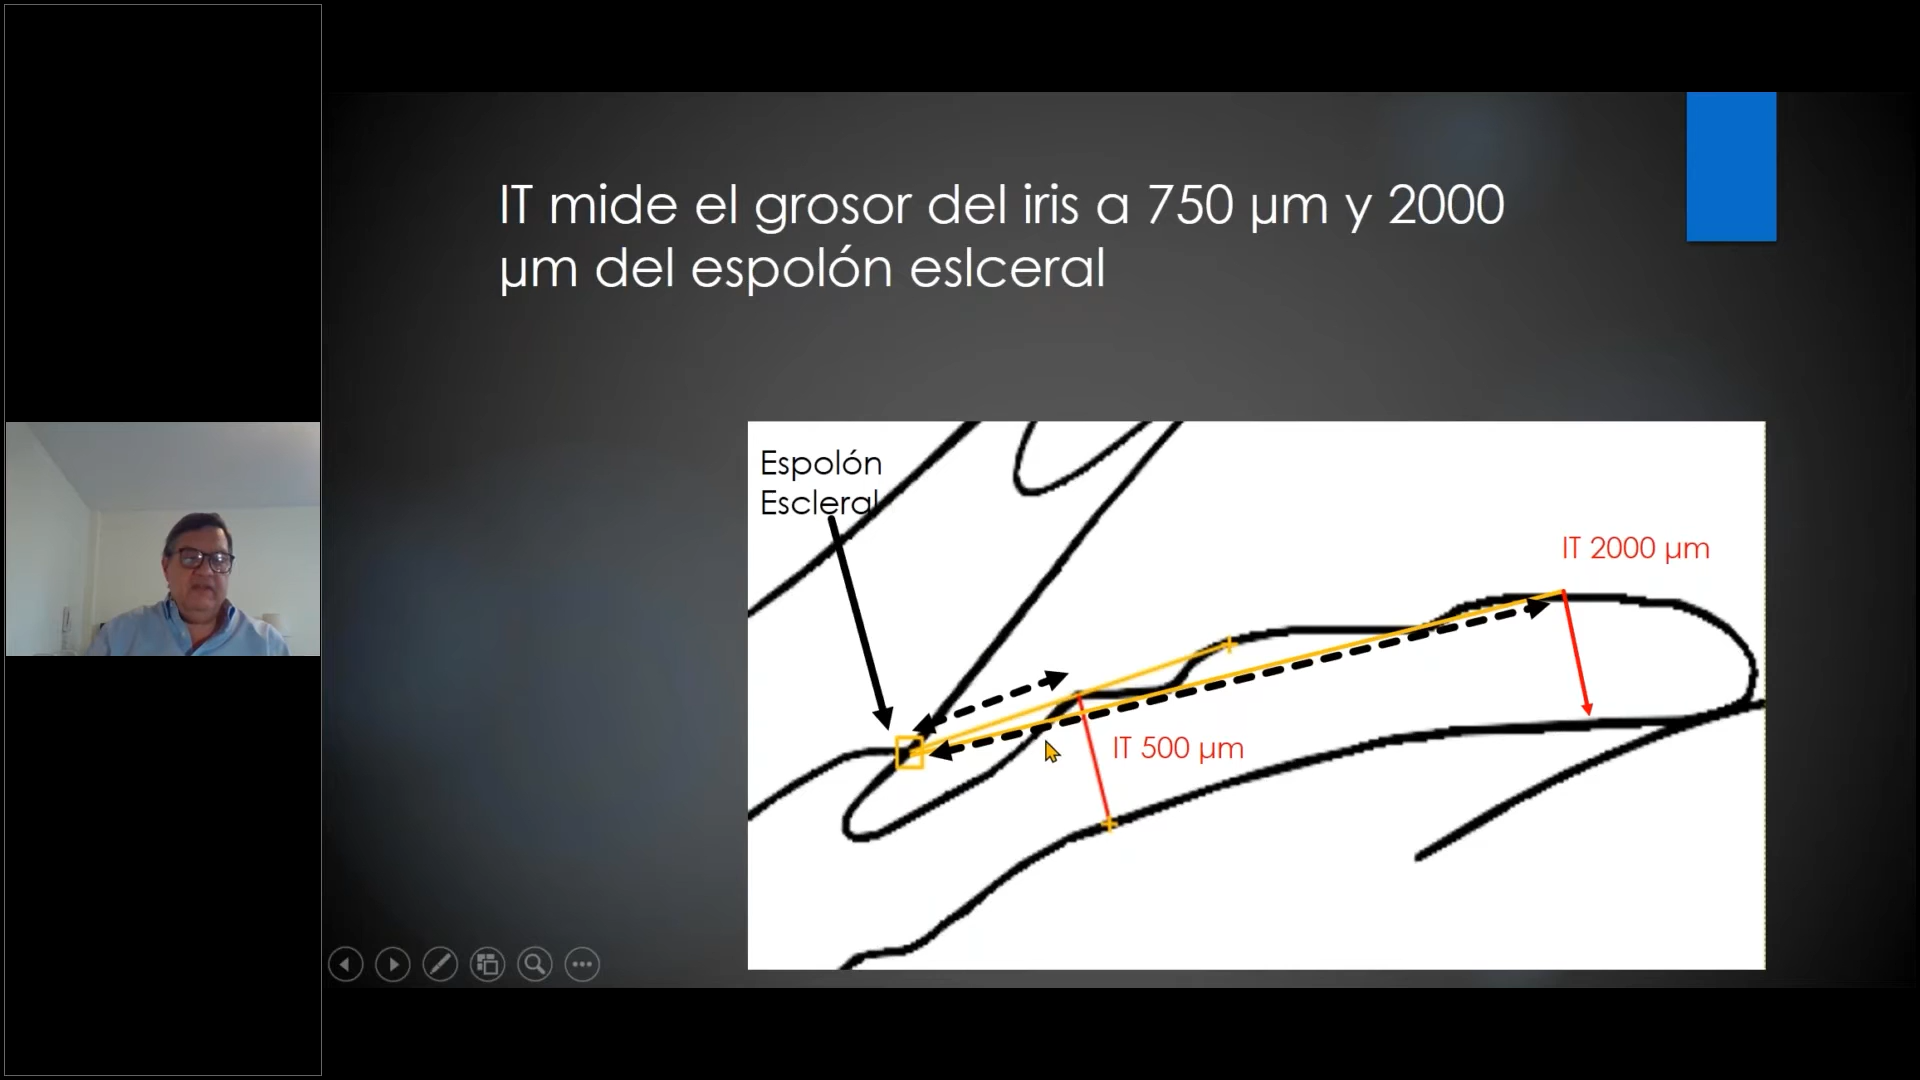 IT mide el grosor del iris a 750 µm y 2000
µm del espolón eslceral
Espolón
Escleral
IT 2000 µm
IT 500 µm